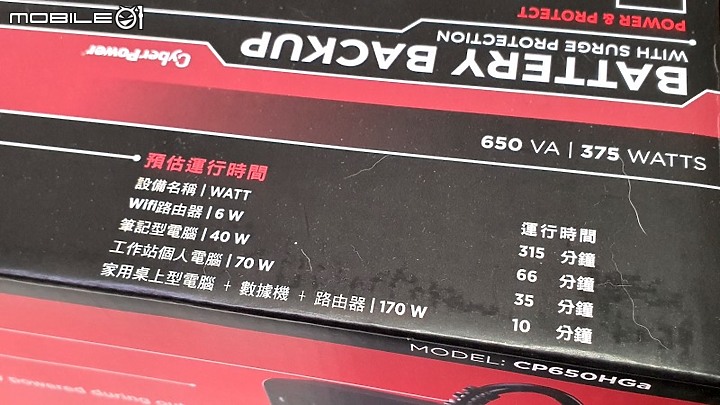 MOBILE01
POWER & PROTECT
WITH SURGE PROTECTION
BATTERY BACKUP
CyberPower
650 VA | 375 WATTS
預估運行時間
設備名稱 | WATT
Wifi路由器 | 6 W
筆記型電腦 | 40 W
工作站個人電腦 | 70 W
家用桌上型電腦 + 數據機 + 路由器 | 170 W
運行時間
315 分鐘
66 分鐘
35 分鐘
10 分鐘
MODEL: CP650HGa